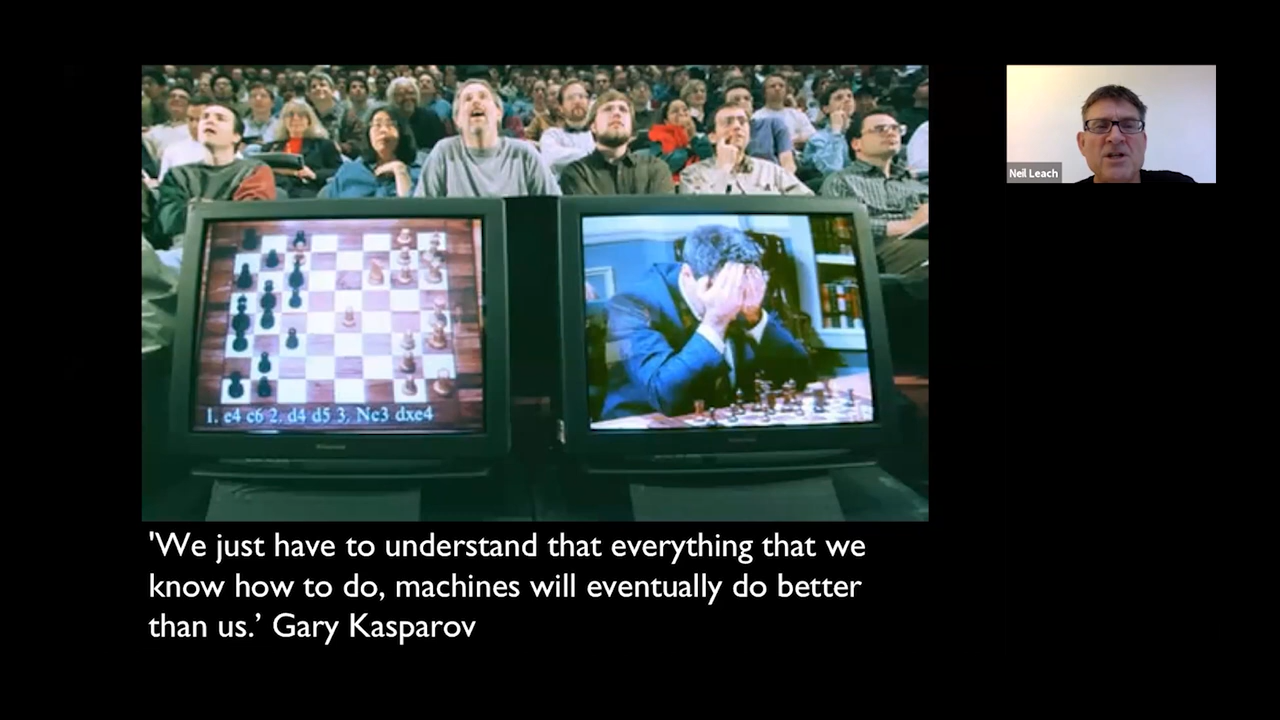 Neil Leach
1. e4 c6 2. d4 d5 3. Nc3 dxe4
'We just have to understand that everything that we
know how to do, machines will eventually do better
than us.’ Gary Kasparov